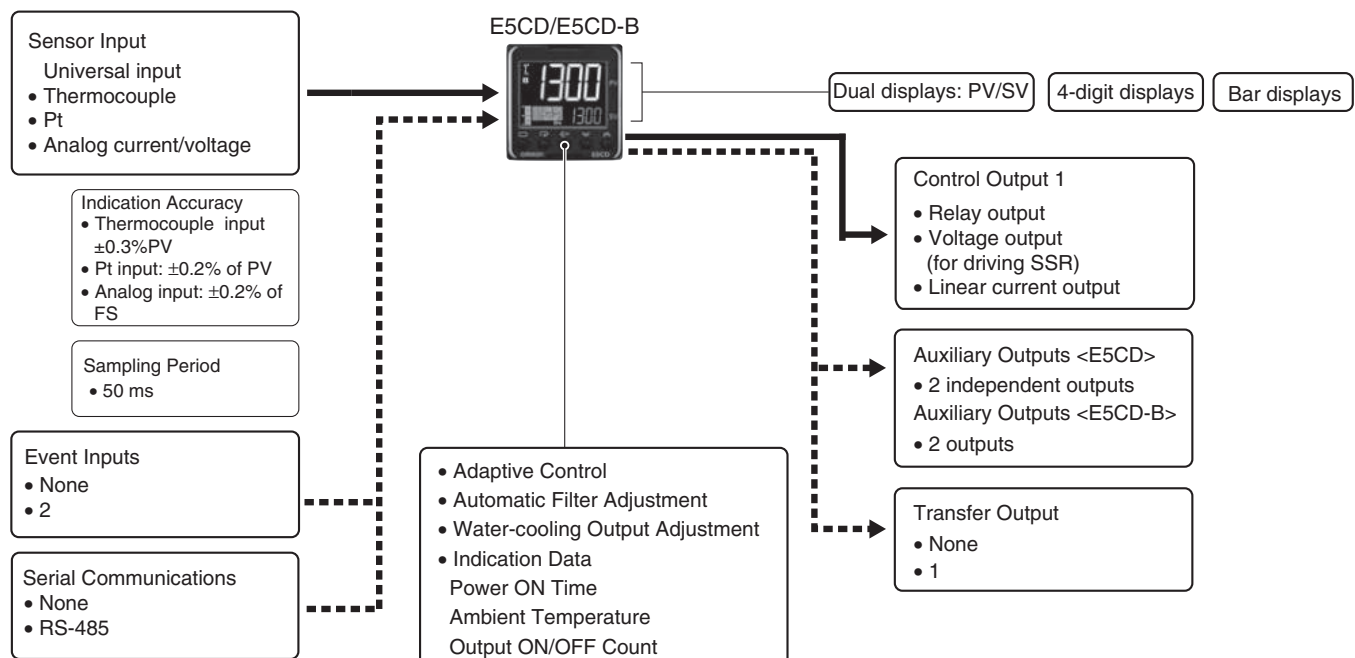 E5CD/E5CD-B
Sensor Input
Universal input
• Thermocouple
• Pt
• Analog current/voltage
Indication Accuracy
• Thermocouple input
±0.3%PV
• Pt input: ±0.2% of PV
• Analog input: ±0.2% of
FS
Sampling Period
• 50 ms
Event Inputs
• None
• 2
Serial Communications
• None
• RS-485
1300
PV
1300
SV
OMRON E5CD
Dual displays: PV/SV
4-digit displays
Bar displays
• Adaptive Control
• Automatic Filter Adjustment
• Water-cooling Output Adjustment
• Indication Data
Power ON Time
Ambient Temperature
Output ON/OFF Count
Control Output 1
• Relay output
• Voltage output
(for driving SSR)
• Linear current output
Auxiliary Outputs <E5CD>
• 2 independent outputs
Auxiliary Outputs <E5CD-B>
• 2 outputs
Transfer Output
• None
• 1